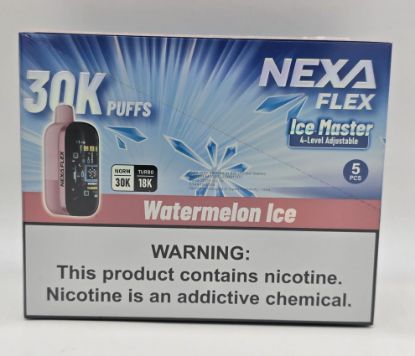 30K PUFFS
NEXA
FLEX
Ice Master
4-Level Adjustable
5
PCS
NEXA FLEX
NORM
30K
TURBO
18K
Watermelon Ice
WARNING:
This product contains nicotine.
Nicotine is an addictive chemical.